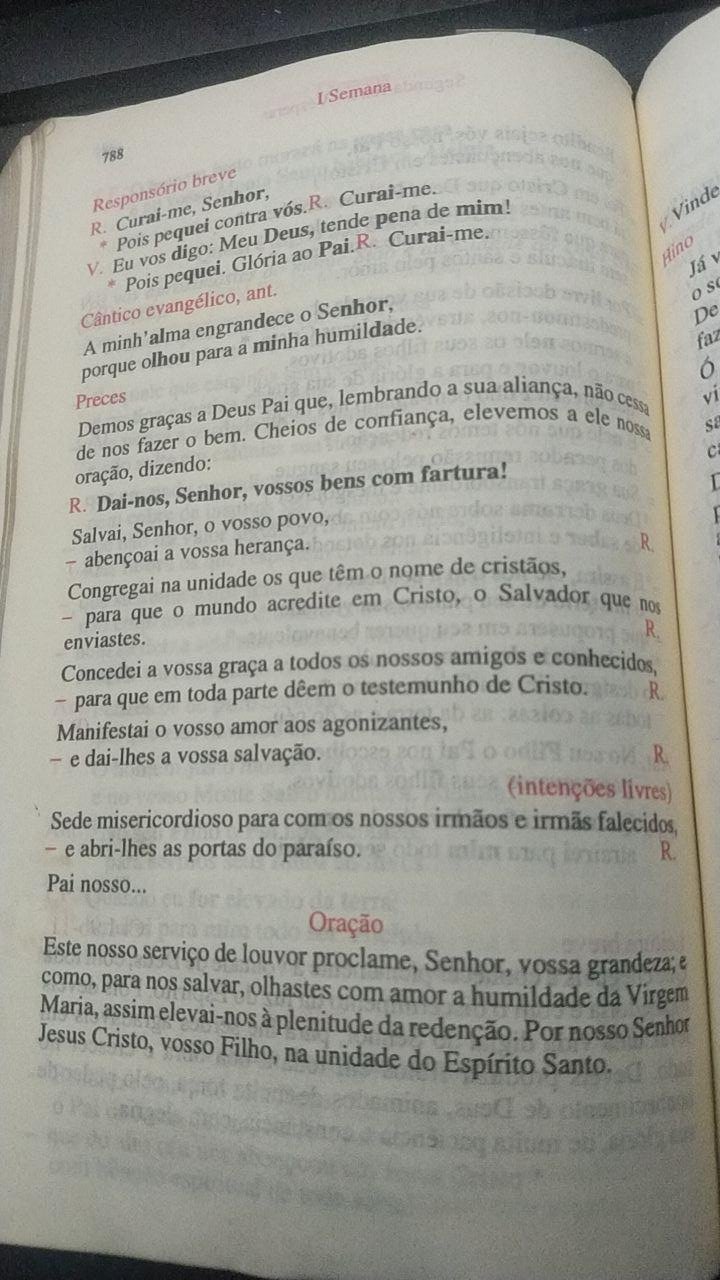 I Semana
788
Responsório breve
R. Curai-me, Senhor,
* Pois pequei contra vós.R. Curai-me.
V. Eu vos digo: Meu Deus, tende pena de mim!
* Pois pequei. Glória ao Pai.R. Curai-me.
Cântico evangélico, ant.
A minh'alma engrandece o Senhor,
porque olhou para a minha humildade.
Preces
Demos graças a Deus Pai que, lembrando a sua aliança, não cessa
de nos fazer o bem. Cheios de confiança, elevemos a ele nossa
oração, dizendo:
R. Dai-nos, Senhor, vossos bens com fartura!
Salvai, Senhor, o vosso povo,
– abençoai a vossa herança. R.
Congregai na unidade os que têm o nome de cristãos,
– para que o mundo acredite em Cristo, o Salvador que nos
enviastes. R.
Concedei a vossa graça a todos os nossos amigos e conhecidos,
– para que em toda parte dêem o testemunho de Cristo. R.
Manifestai o vosso amor aos agonizantes,
– e dai-lhes a vossa salvação. R.
(intenções livres)
Sede misericordioso para com os nossos irmãos e irmãs falecidos,
– e abri-lhes as portas do paraíso. R.
Pai nosso...
Oração
Este nosso serviço de louvor proclame, Senhor, vossa grandeza; e
como, para nos salvar, olhastes com amor a humildade da Virgem
Maria, assim elevai-nos à plenitude da redenção. Por nosso Senhor
Jesus Cristo, vosso Filho, na unidade do Espírito Santo.
V. Vinde
Hino
Já v
De
faz
Ó